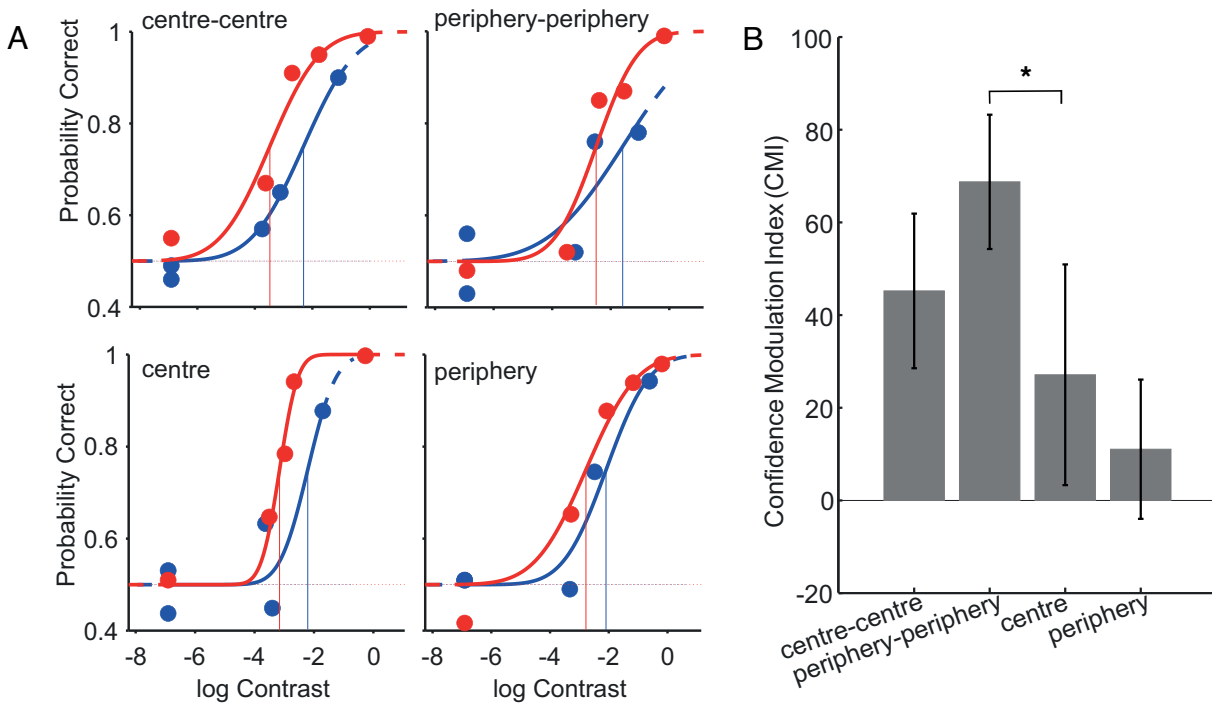 A
centre-centre
periphery-periphery
Probability Correct
1
0.8
0.6
0.4
centre
periphery
Probability Correct
1
0.8
0.6
0.4
-8 -6 -4 -2 0
-8 -6 -4 -2 0
log Contrast
log Contrast
B
Confidence Modulation Index (CMI)
100
80
60
40
20
0
-20
*
centre-centre
periphery-periphery
centre
periphery